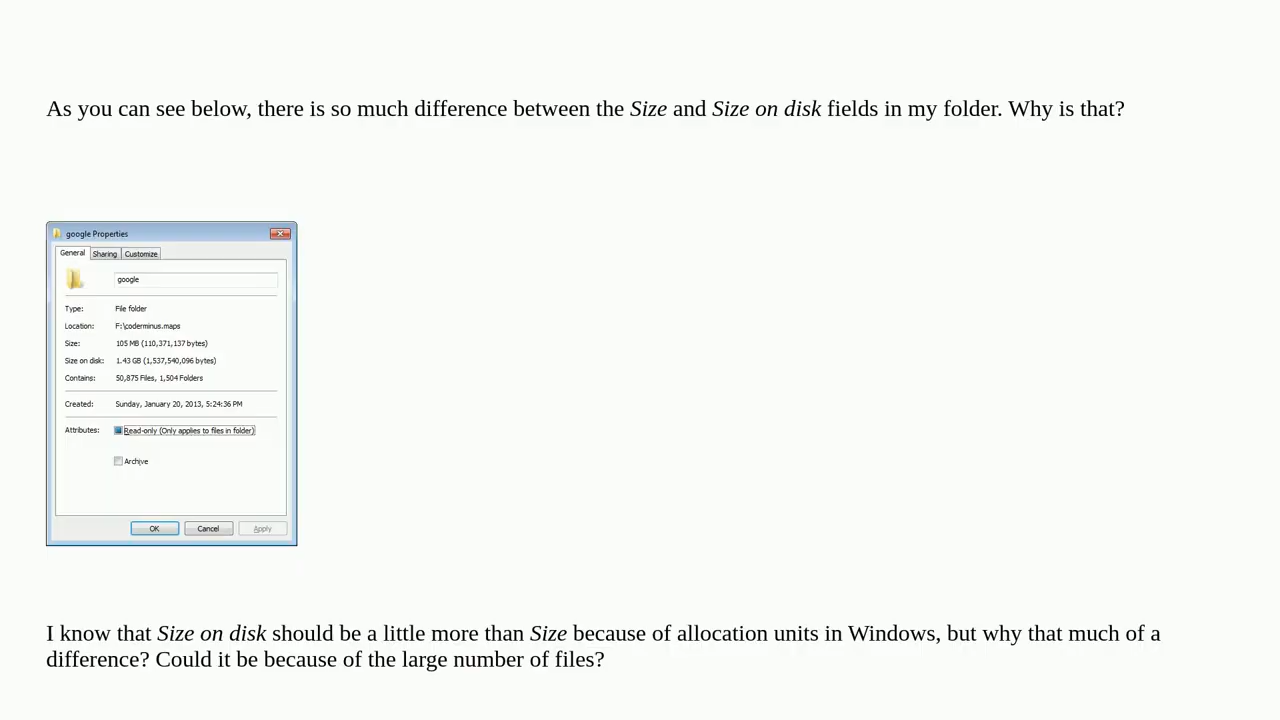 As you can see below, there is so much difference between the Size and Size on disk fields in my folder. Why is that?
google Properties
General Sharing Customize
google
Type: File folder
Location: F:\coderminus.maps
Size: 105 MB (110,371,137 bytes)
Size on disk: 1.43 GB (1,537,540,096 bytes)
Contains: 50,875 Files, 1,504 Folders
Created: Sunday, January 20, 2013, 5:24:36 PM
Attributes: Read-only (Only applies to files in folder)
Archive
OK Cancel Apply
I know that Size on disk should be a little more than Size because of allocation units in Windows, but why that much of a
difference? Could it be because of the large number of files?